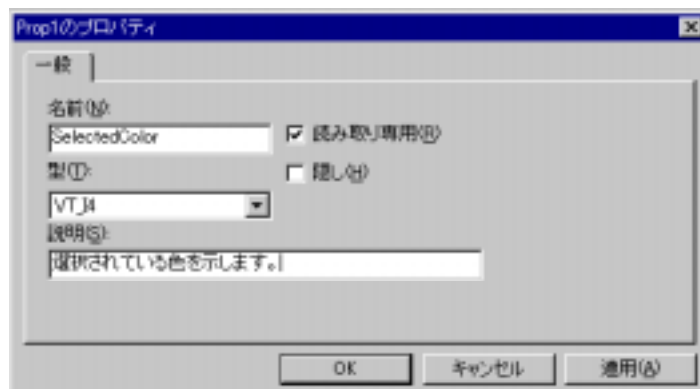 Prop1のプロパティ
一般
名前(N):
SelectedColor
読み取り専用(R)
型(T):
隠し(H)
VT_I4
説明(S):
選択されている色を示します。
OK
キャンセル
適用(A)